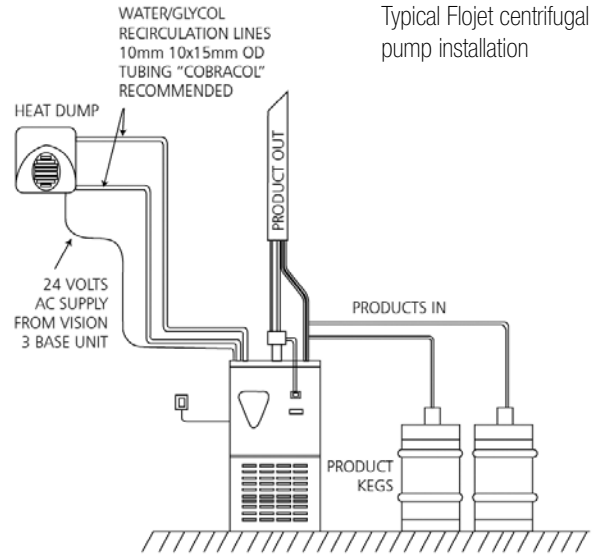 Typical Flojet centrifugal
pump installation
WATER/GLYCOL
RECIRCULATION LINES
10mm 10x15mm OD
TUBING "COBRACOL"
RECOMMENDED
HEAT DUMP
PRODUCT OUT
24 VOLTS
AC SUPPLY
FROM VISION
3 BASE UNIT
PRODUCTS IN
PRODUCT
KEGS